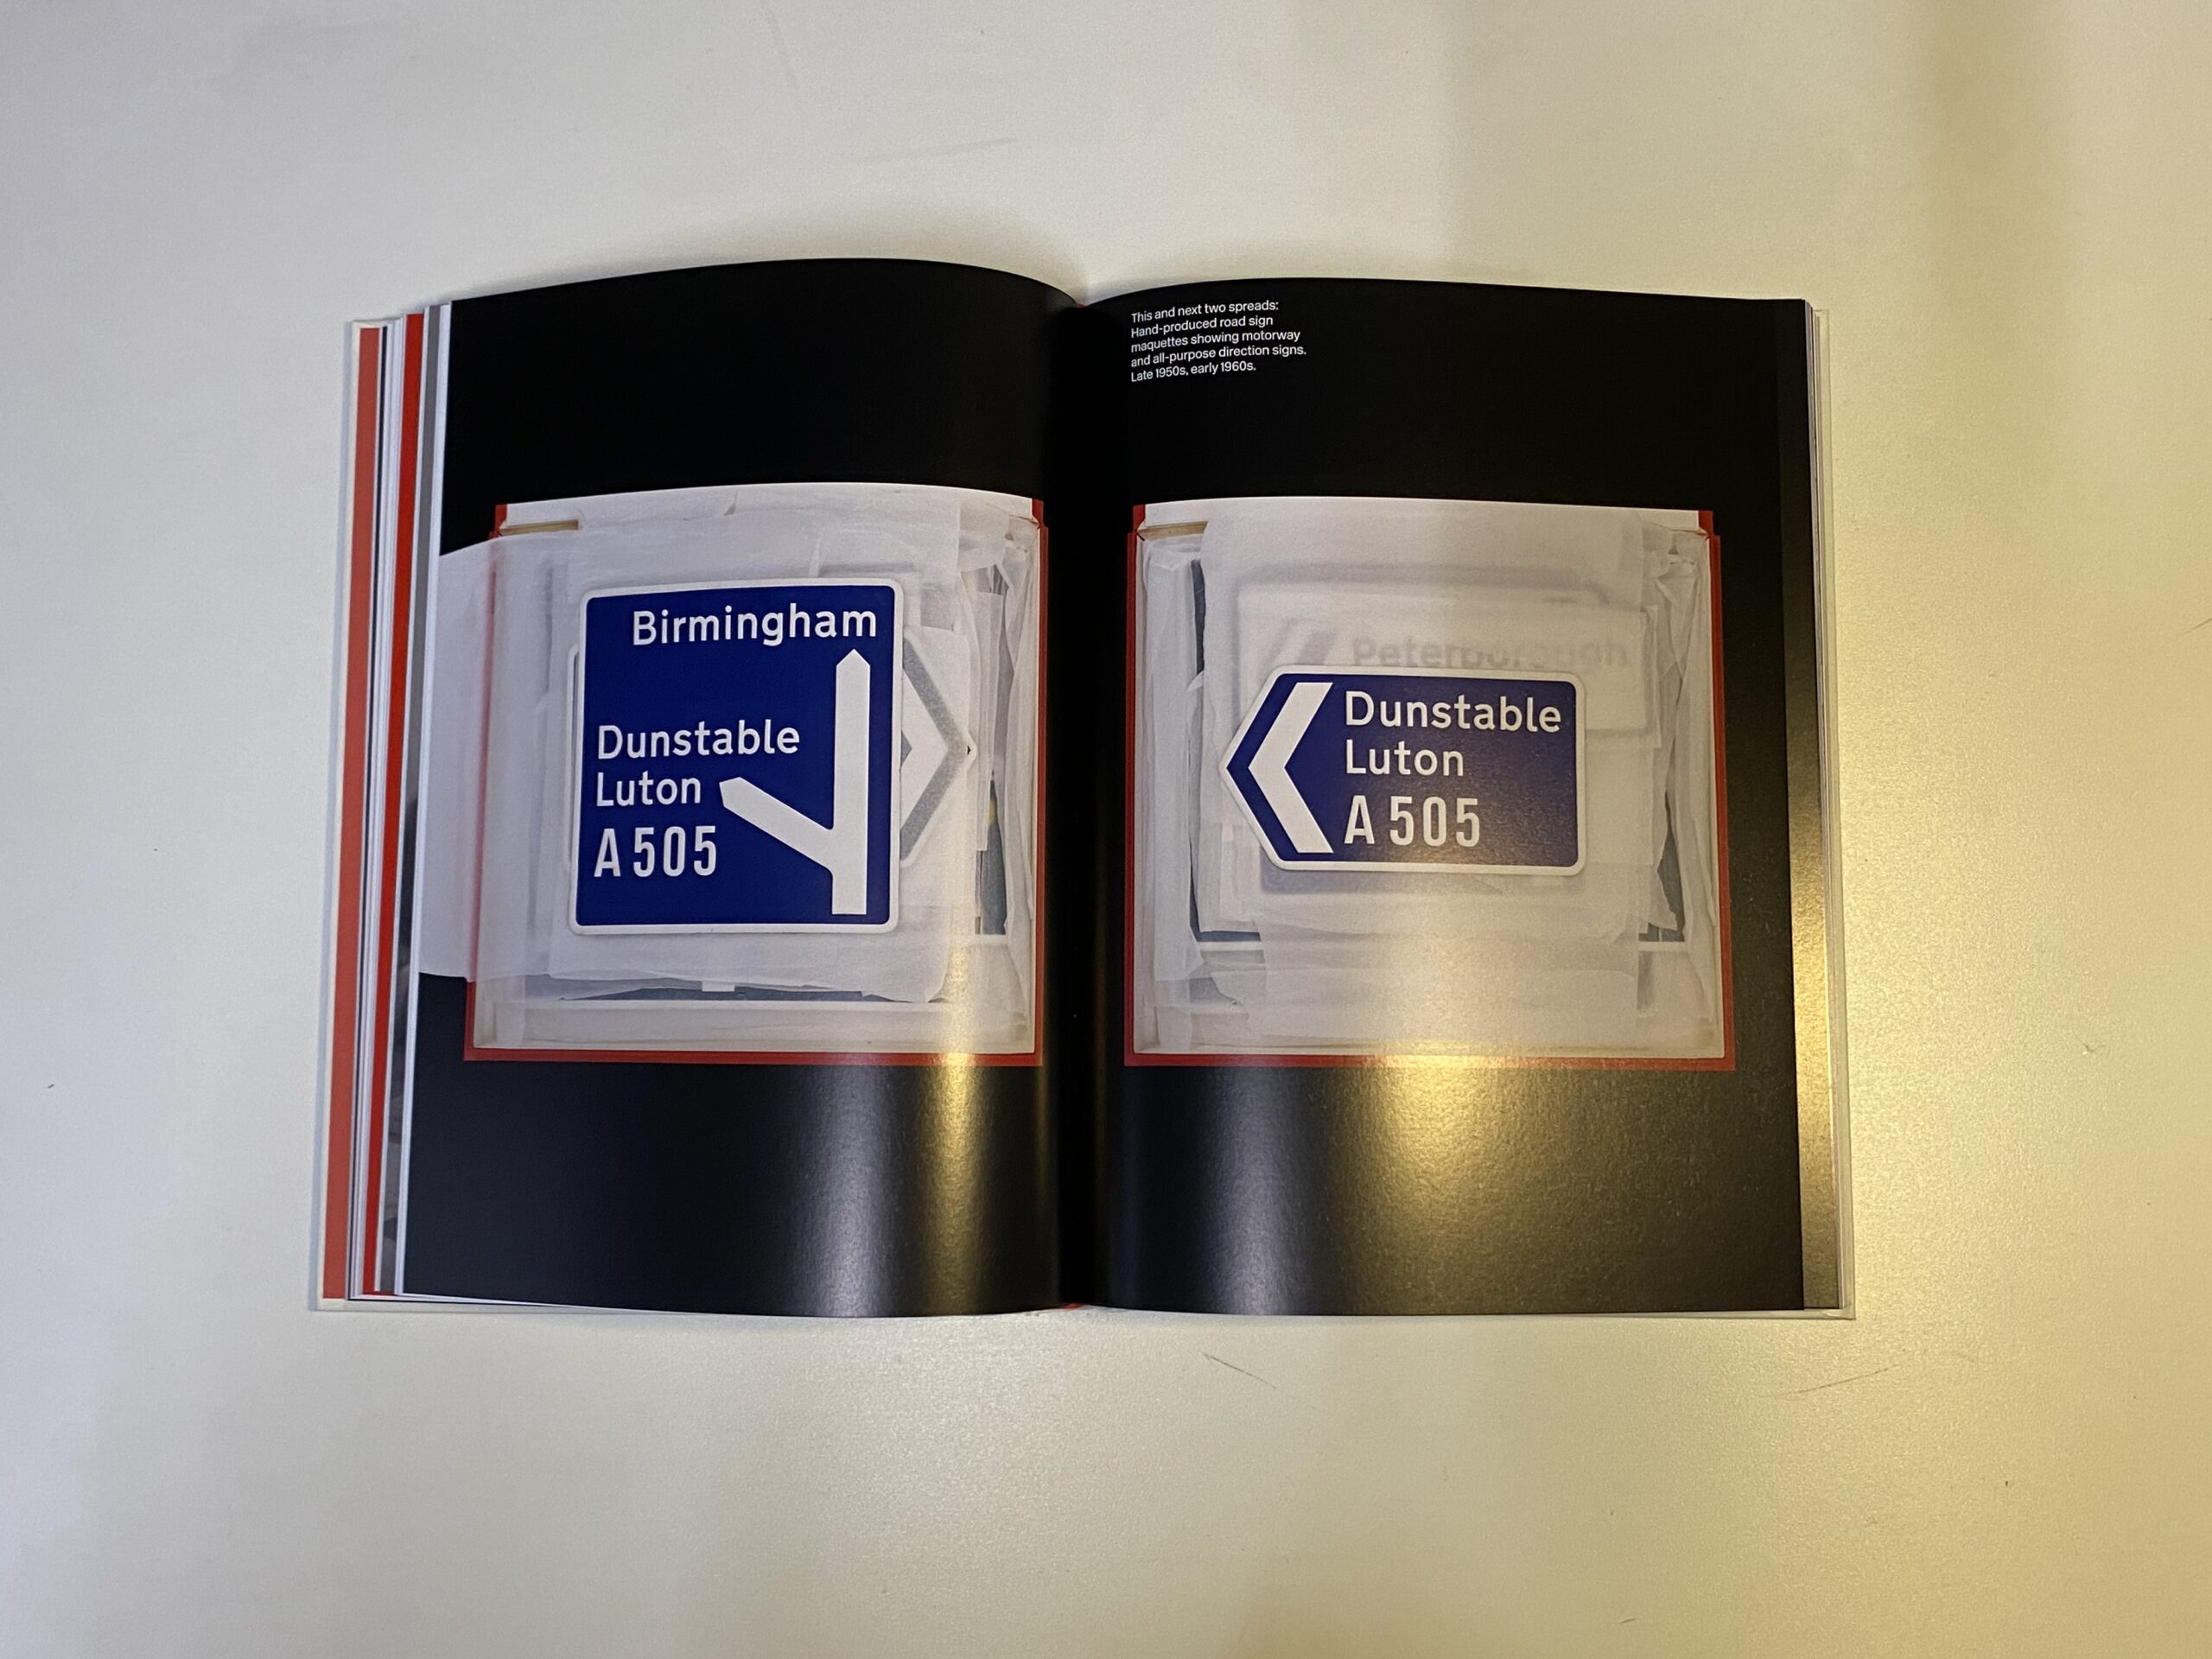 Birmingham
Dunstable
Luton
A 505
This and next two spreads:
Hand-produced road sign
maquettes showing motorway
and all-purpose direction signs.
Late 1950s, early 1960s.
Peterborough
Dunstable
Luton
A 505